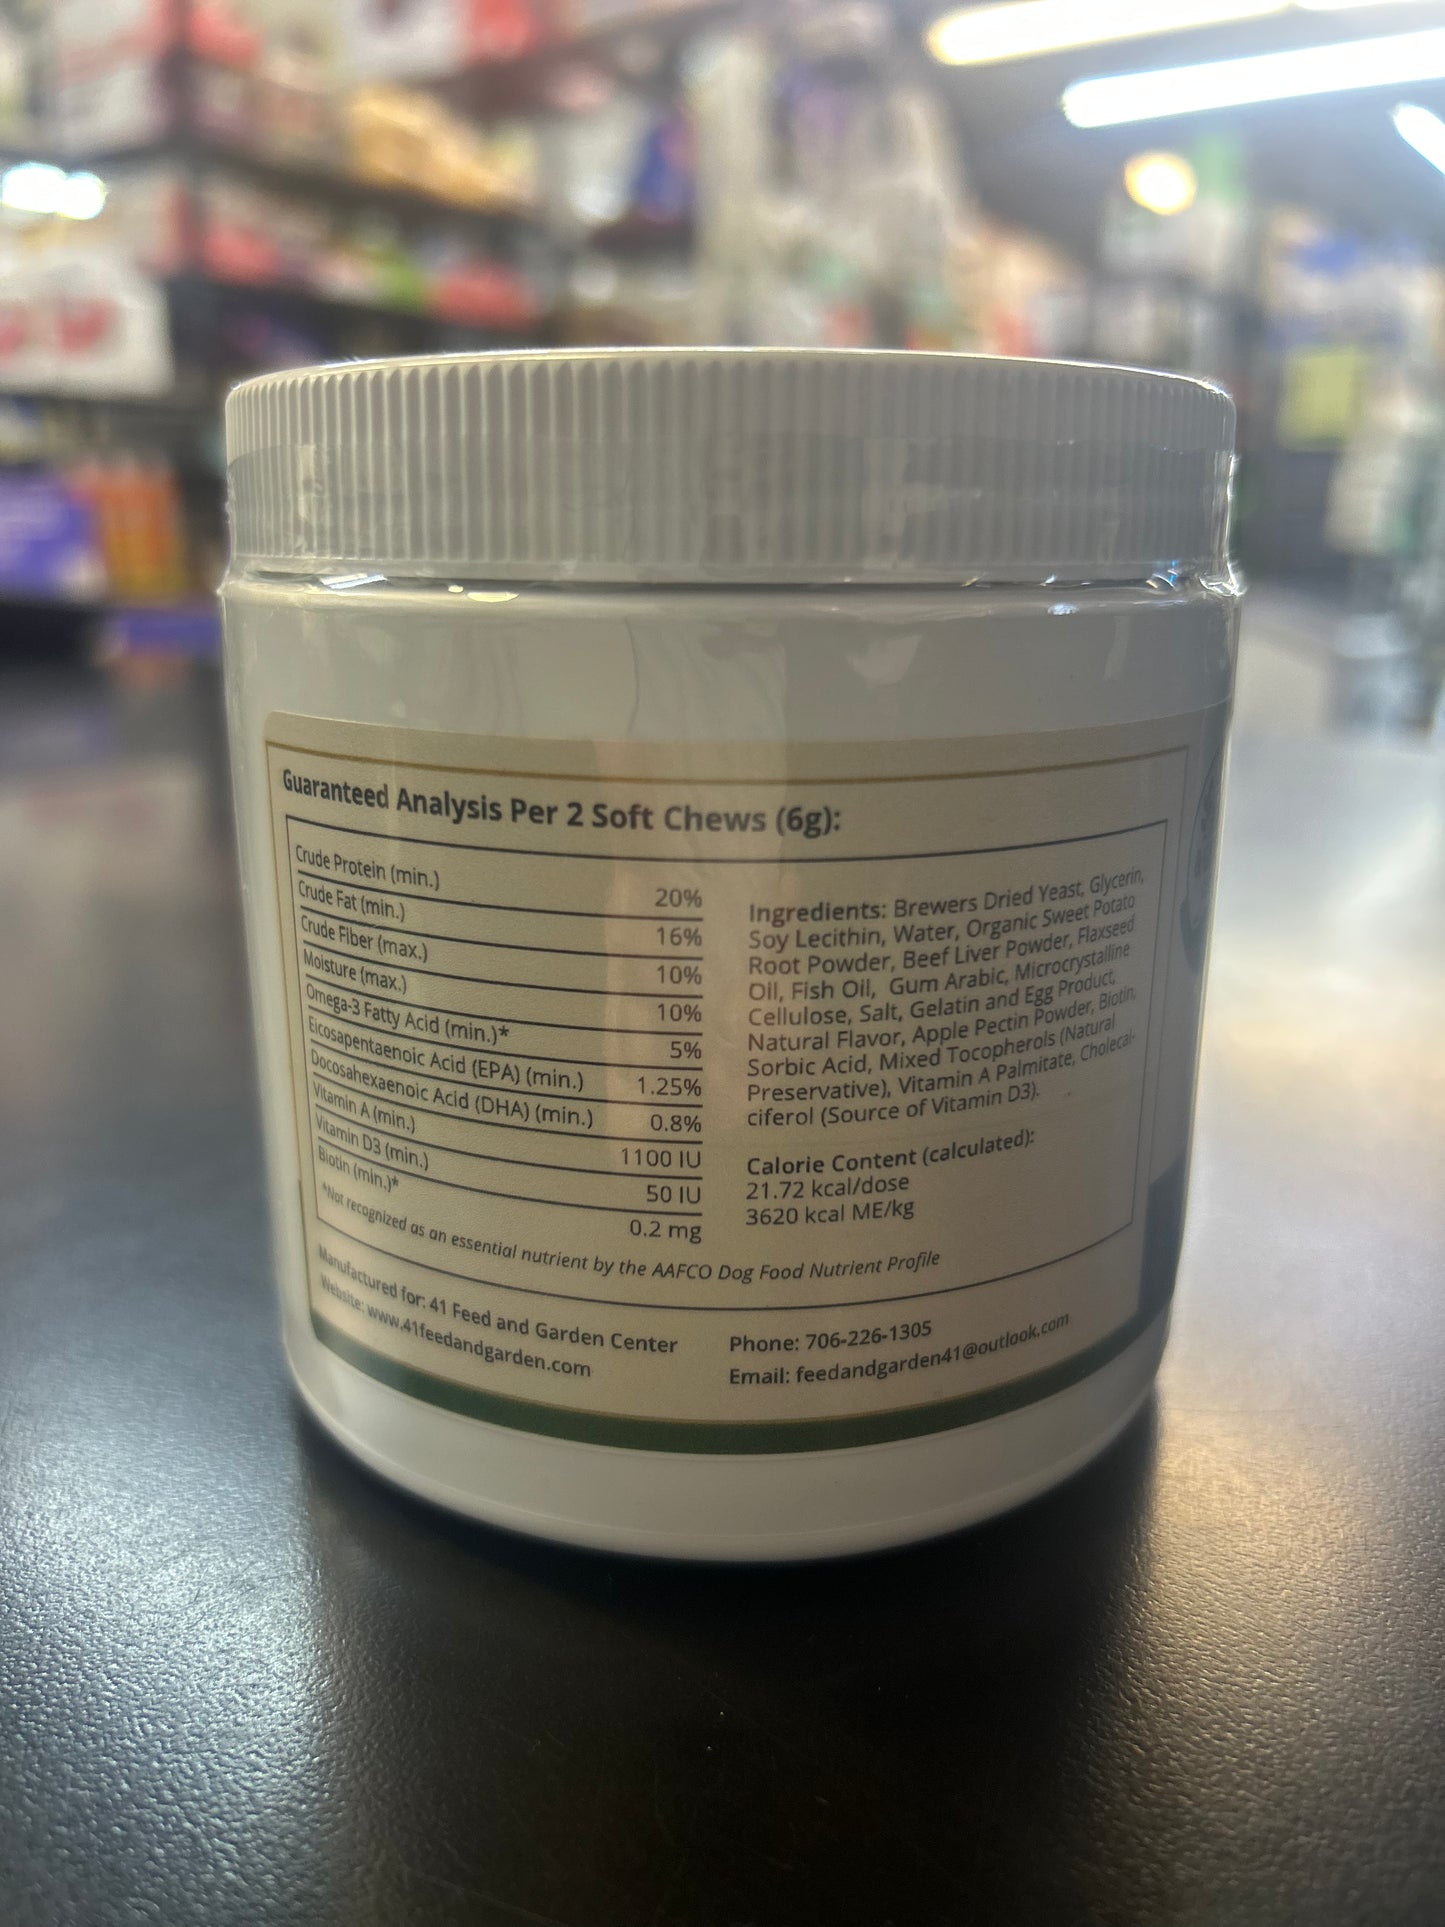 Guaranteed Analysis Per 2 Soft Chews (6g):
Crude Protein (min.) 20%
Crude Fat (min.) 16%
Crude Fiber (max.) 10%
Moisture (max.) 10%
Omega-3 Fatty Acid (min.)* 5%
Eicosapentaenoic Acid (EPA) (min.) 1.25%
Docosahexaenoic Acid (DHA) (min.) 0.8%
Vitamin A (min.) 1100 IU
Vitamin D3 (min.) 50 IU
Biotin (min.)* 0.2 mg
*Not recognized as an essential nutrient by the AAFCO Dog Food Nutrient Profile
Ingredients: Brewers Dried Yeast, Glycerin,
Soy Lecithin, Water, Organic Sweet Potato
Root Powder, Beef Liver Powder, Flaxseed
Oil, Fish Oil, Gum Arabic, Microcrystalline
Cellulose, Salt, Gelatin and Egg Product,
Natural Flavor, Apple Pectin Powder, Biotin,
Sorbic Acid, Mixed Tocopherols (Natural
Preservative), Vitamin A Palmitate, Cholecal-
ciferol (Source of Vitamin D3).
Calorie Content (calculated):
21.72 kcal/dose
3620 kcal ME/kg
Manufactured for: 41 Feed and Garden Center
Website: www.41feedandgarden.com
Phone: 706-226-1305
Email: feedandgarden41@outlook.com